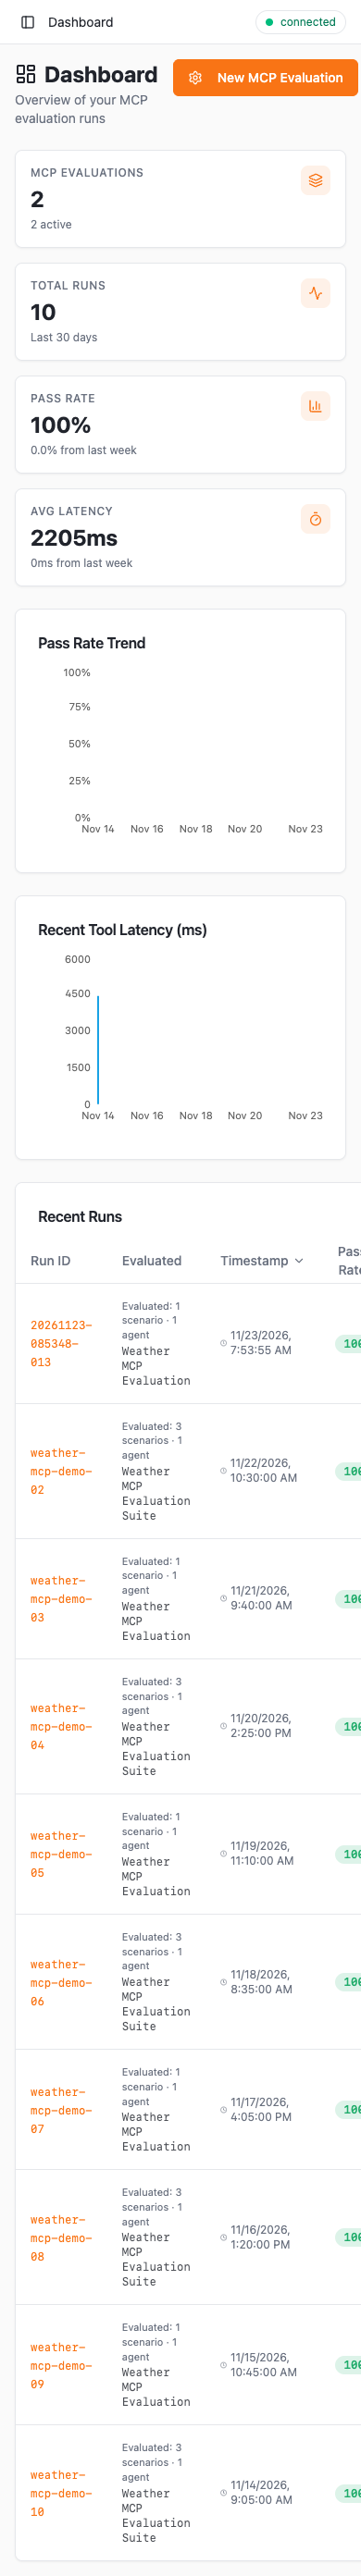 Dashboard
connected
Dashboard
New MCP Evaluation
Overview of your MCP
evaluation runs
MCP EVALUATIONS
2
2 active
TOTAL RUNS
10
Last 30 days
PASS RATE
100%
0.0% from last week
AVG LATENCY
2205ms
0ms from last week
Pass Rate Trend
100%
75%
50%
25%
0%
Nov 14 Nov 16 Nov 18 Nov 20 Nov 23
Recent Tool Latency (ms)
6000
4500
3000
1500
0
Nov 14 Nov 16 Nov 18 Nov 20 Nov 23
Recent Runs
Run ID Evaluated Timestamp Pass
Rate
20261123-
085348-
013
Evaluated: 1
scenario · 1
agent
Weather
MCP
Evaluation
11/23/2026,
7:53:55 AM
100
weather-
mcp-demo-
02
Evaluated: 3
scenarios · 1
agent
Weather
MCP
Evaluation
Suite
11/22/2026,
10:30:00 AM
100
weather-
mcp-demo-
03
Evaluated: 1
scenario · 1
agent
Weather
MCP
Evaluation
11/21/2026,
9:40:00 AM
100
weather-
mcp-demo-
04
Evaluated: 3
scenarios · 1
agent
Weather
MCP
Evaluation
Suite
11/20/2026,
2:25:00 PM
100
weather-
mcp-demo-
05
Evaluated: 1
scenario · 1
agent
Weather
MCP
Evaluation
11/19/2026,
11:10:00 AM
100
weather-
mcp-demo-
06
Evaluated: 3
scenarios · 1
agent
Weather
MCP
Evaluation
Suite
11/18/2026,
8:35:00 AM
100
weather-
mcp-demo-
07
Evaluated: 1
scenario · 1
agent
Weather
MCP
Evaluation
11/17/2026,
4:05:00 PM
100
weather-
mcp-demo-
08
Evaluated: 3
scenarios · 1
agent
Weather
MCP
Evaluation
Suite
11/16/2026,
1:20:00 PM
100
weather-
mcp-demo-
09
Evaluated: 1
scenario · 1
agent
Weather
MCP
Evaluation
11/15/2026,
10:45:00 AM
100
weather-
mcp-demo-
10
Evaluated: 3
scenarios · 1
agent
Weather
MCP
Evaluation
Suite
11/14/2026,
9:05:00 AM
100